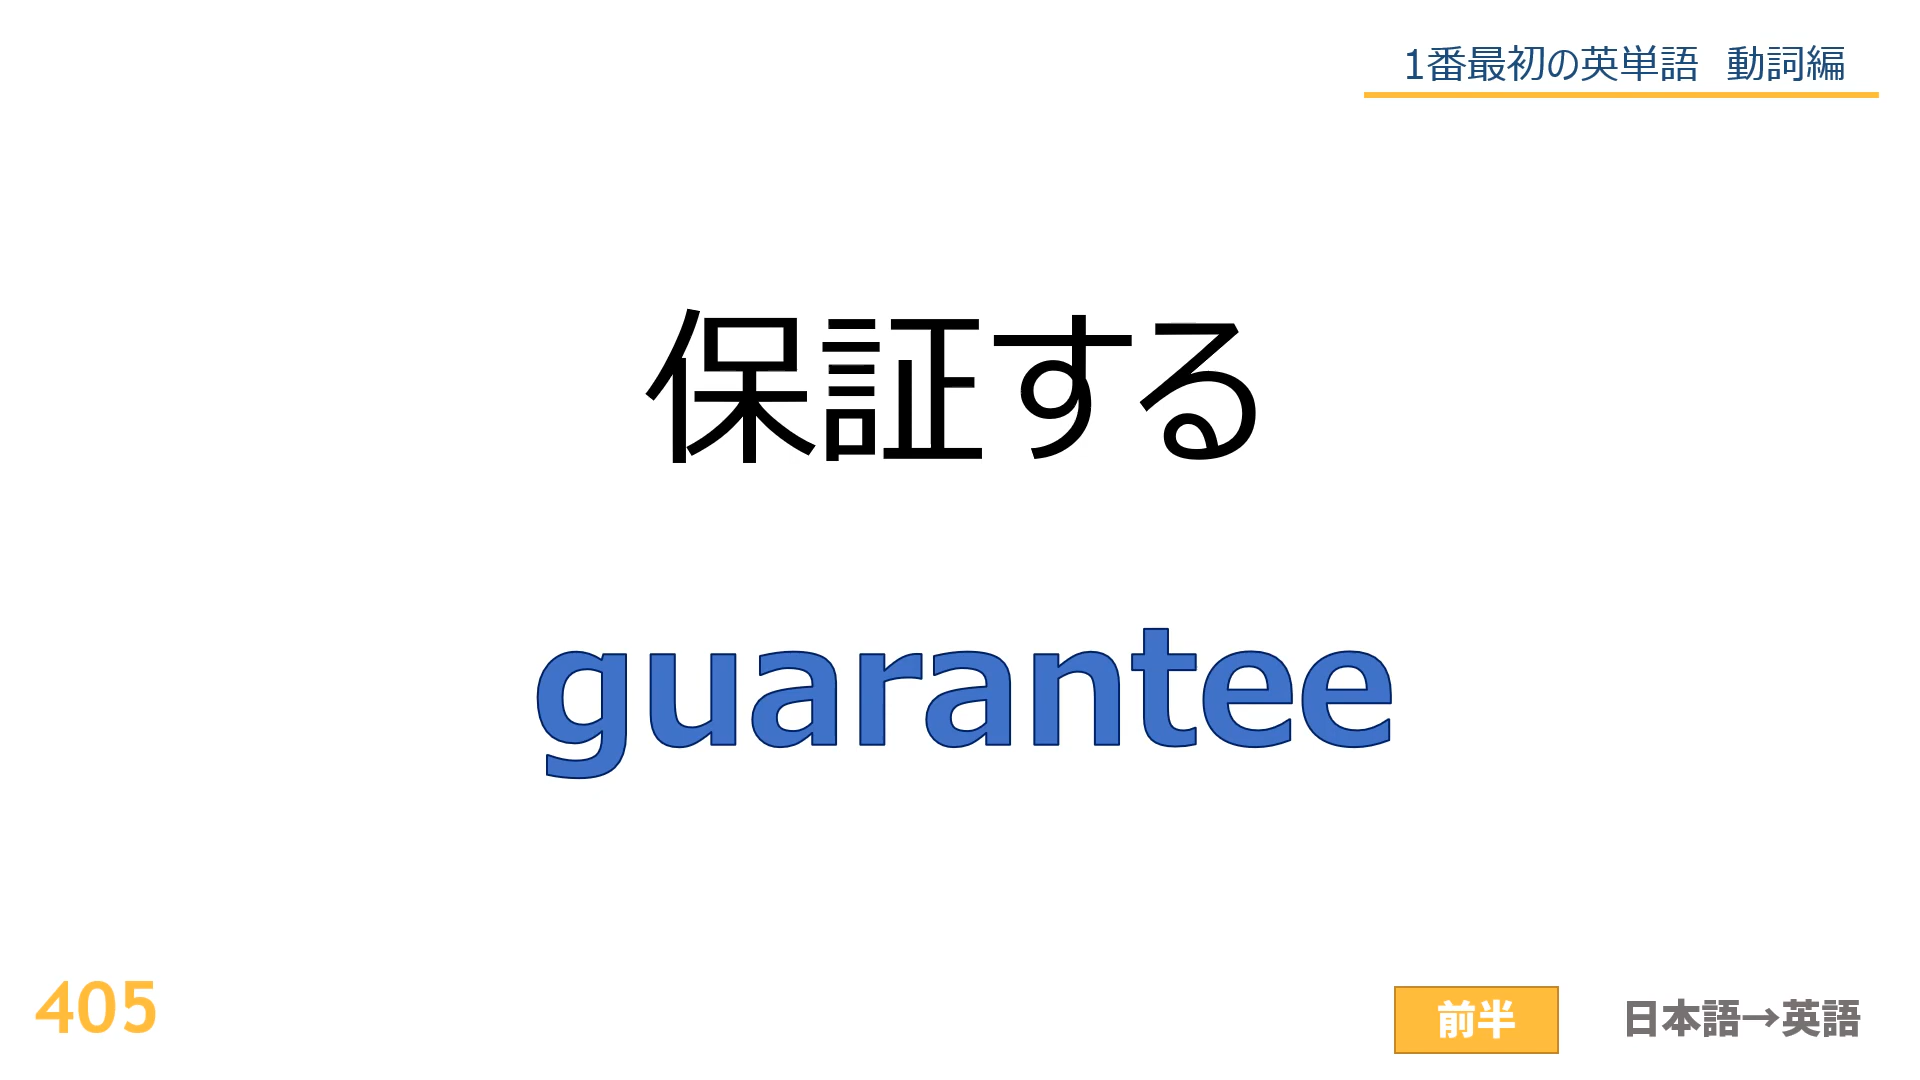 1番最初の英単語　動詞編
保証する
guarantee
405
前半
日本語→英語